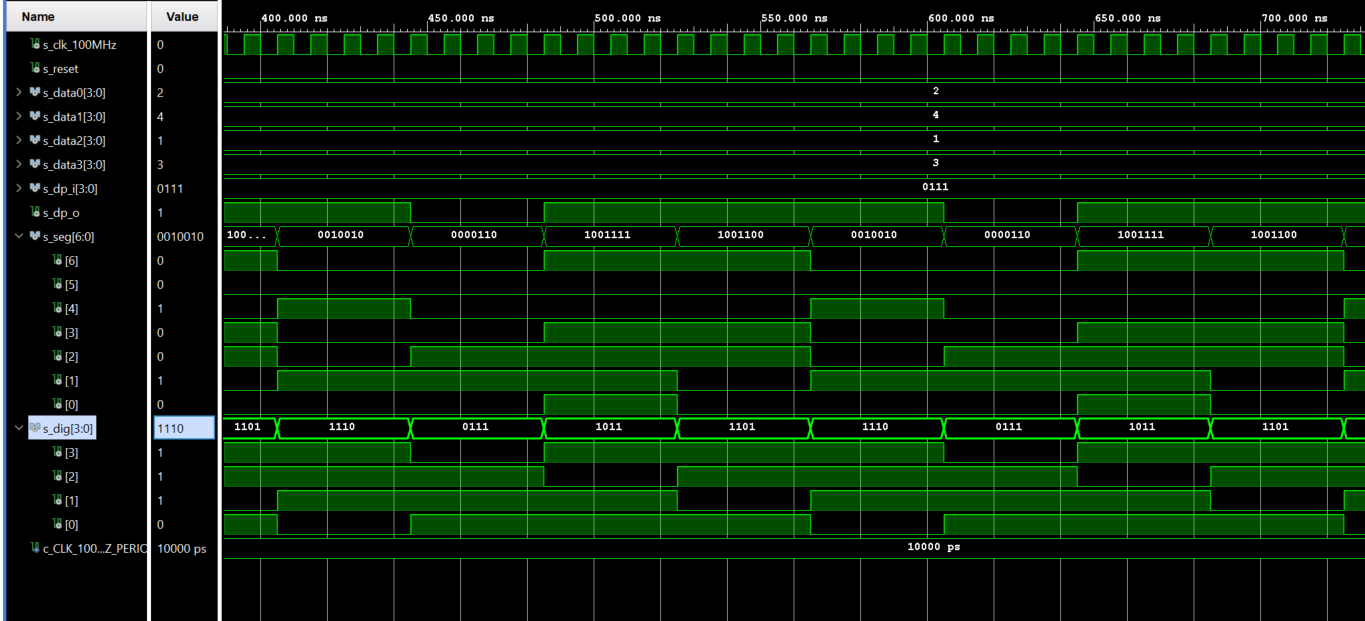 Name Value 400.000 ns 450.000 ns 500.000 ns 550.000 ns 600.000 ns 650.000 ns 700.000 ns
s_clk_100MHz 0
s_reset 0
s_data0[3:0] 2 2
s_data1[3:0] 4 4
s_data2[3:0] 1 1
s_data3[3:0] 3 3
s_dp_i[3:0] 0111 0111
s_dp_o 1
s_seg[6:0] 0010010 100... 0010010 0000110 1001111 1001100 0010010 0000110 1001111 1001100
[6] 0
[5] 0
[4] 1
[3] 0
[2] 0
[1] 1
[0] 0
s_dig[3:0] 1110 1101 1110 0111 1011 1101 1110 0111 1011 1101
[3] 1
[2] 1
[1] 1
[0] 0
c_CLK_100...Z_PERIO 10000 ps 10000 ps